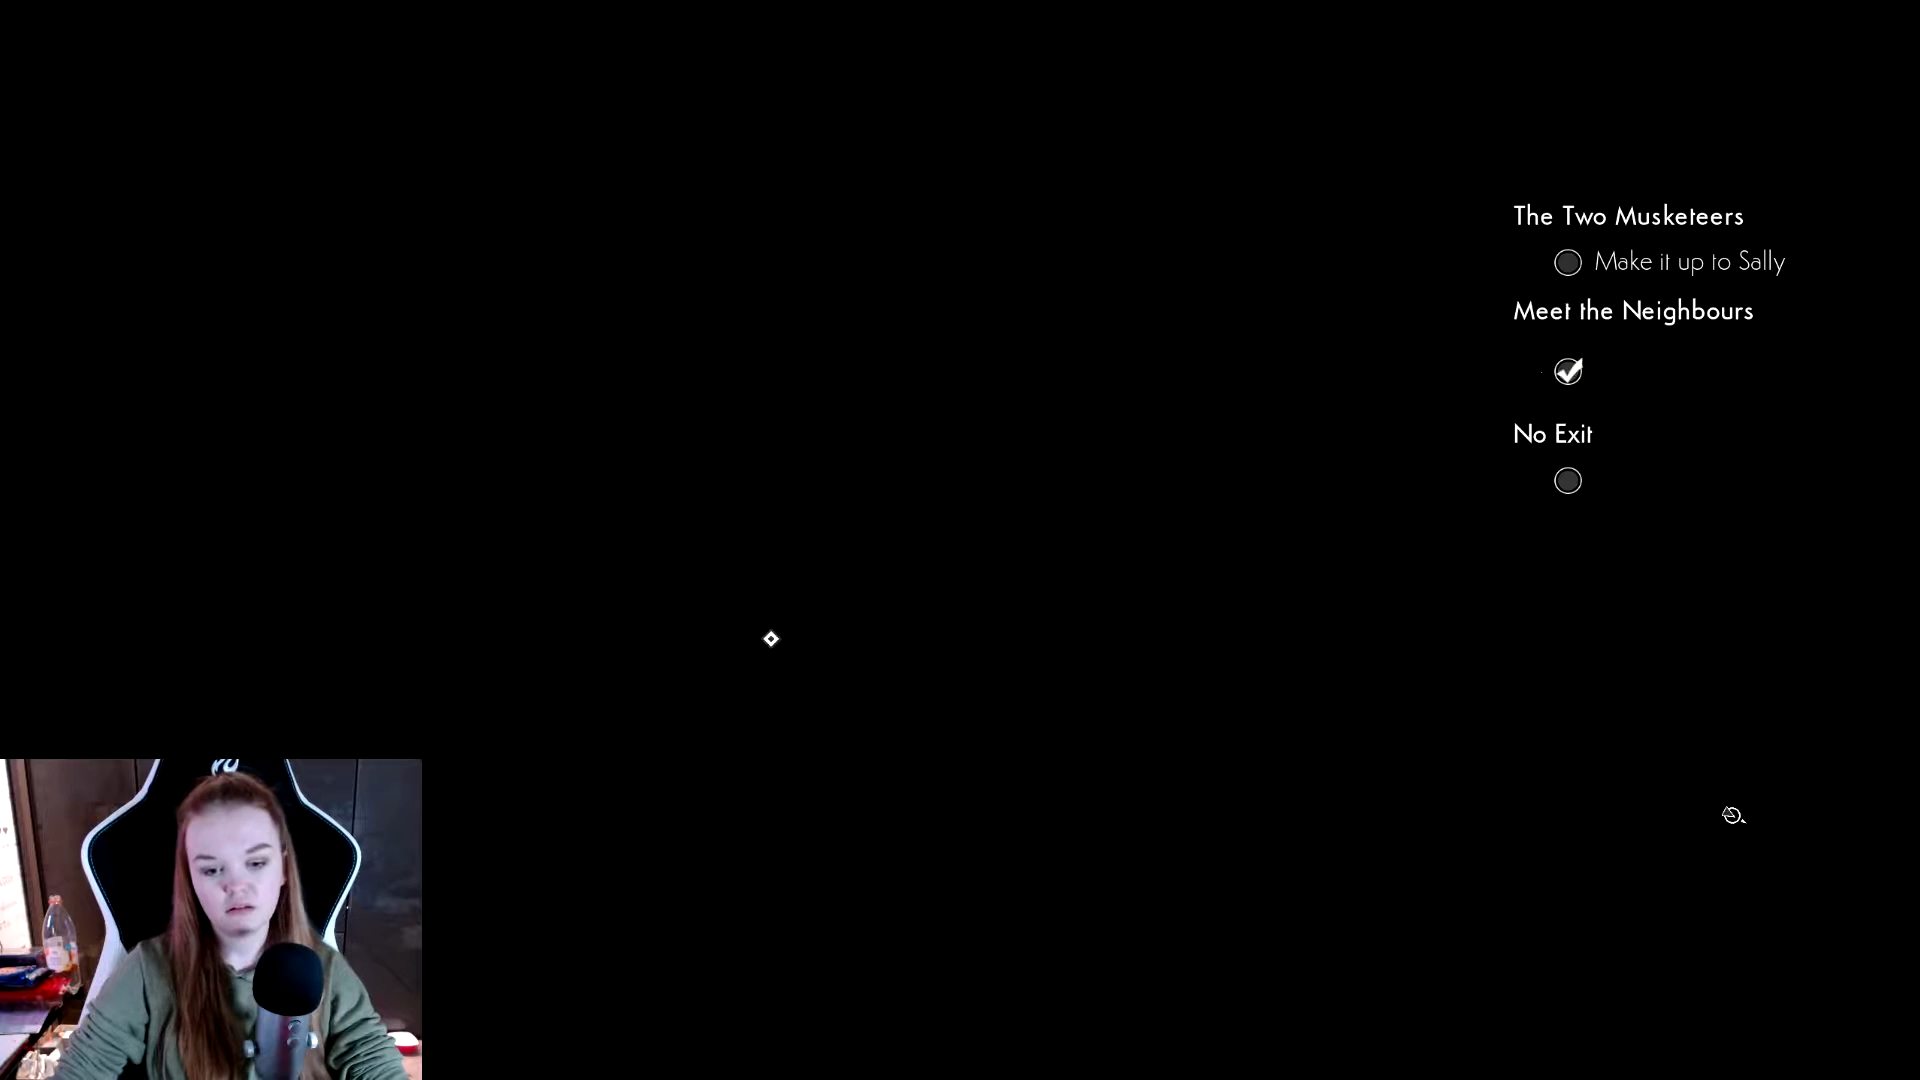 The Two Musketeers
Make it up to Sally
Meet the Neighbours
No Exit